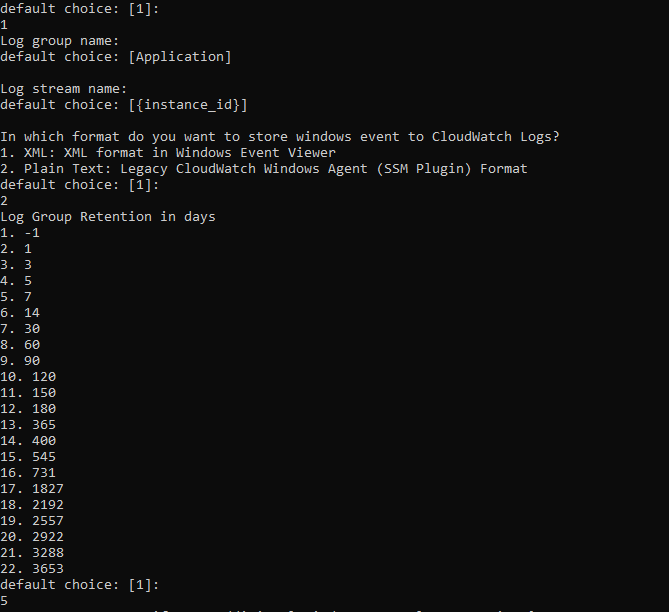 default choice: [1]:
1
Log group name:
default choice: [Application]
Log stream name:
default choice: [{instance_id}]
In which format do you want to store windows event to CloudWatch Logs?
1. XML: XML format in Windows Event Viewer
2. Plain Text: Legacy CloudWatch Windows Agent (SSM Plugin) Format
default choice: [1]:
2
Log Group Retention in days
1. -1
2. 1
3. 3
4. 5
5. 7
6. 14
7. 30
8. 60
9. 90
10. 120
11. 150
12. 180
13. 365
14. 400
15. 545
16. 731
17. 1827
18. 2192
19. 2557
20. 2922
21. 3288
22. 3653
default choice: [1]:
5